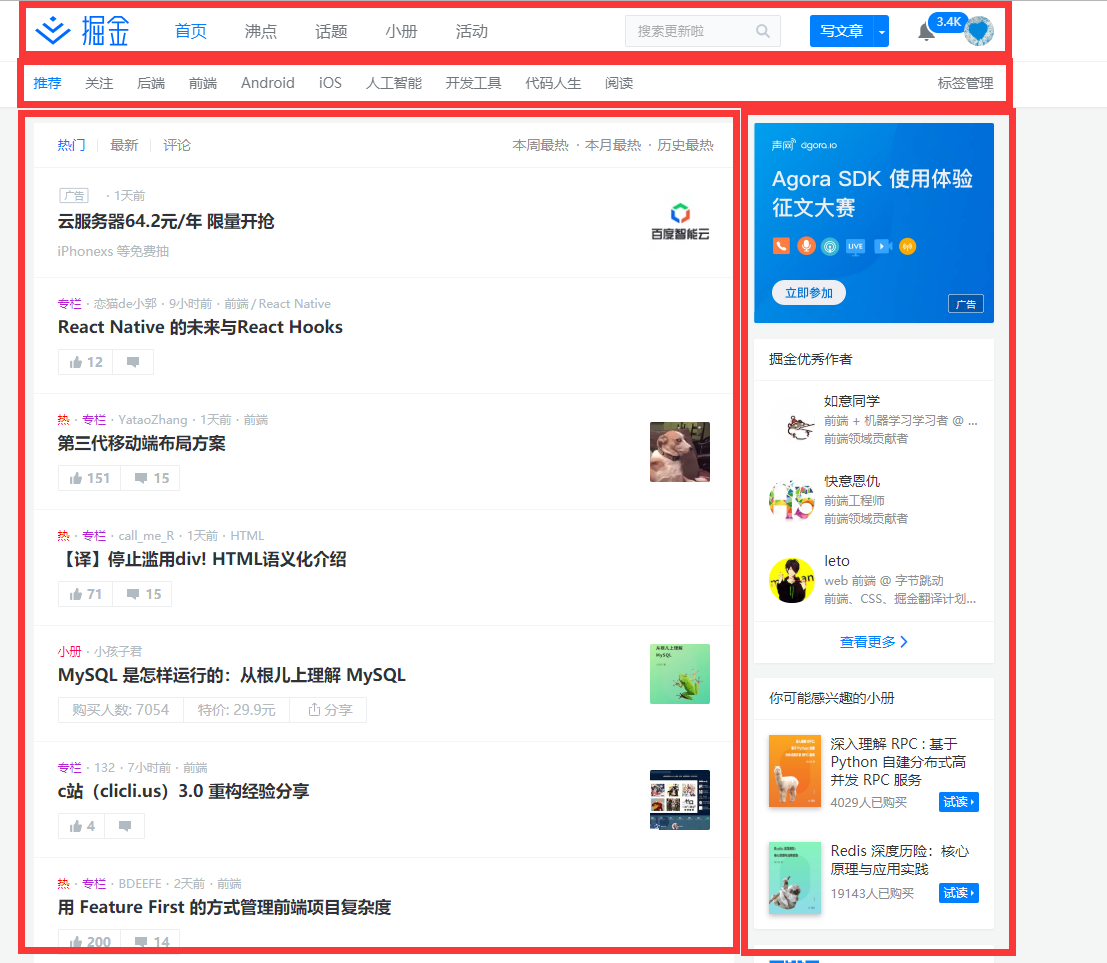 掘金 首页 沸点 话题 小册 活动 搜索更新啦 写文章 3.4K
推荐 关注 后端 前端 Android iOS 人工智能 开发工具 代码人生 阅读 标签管理
热门 最新 评论 本周最热 · 本月最热 · 历史最热
广告 · 1天前
云服务器64.2元/年 限量开抢
iPhonexs 等免费抽
百度智能云
专栏 · 恋猫de小郭 · 9小时前 · 前端 / React Native
React Native 的未来与React Hooks
12
热 · 专栏 · YataoZhang · 1天前 · 前端
第三代移动端布局方案
151 15
热 · 专栏 · call_me_R · 1天前 · HTML
【译】停止滥用div! HTML语义化介绍
71 15
小册 · 小孩子君
MySQL 是怎样运行的：从根儿上理解 MySQL
购买人数: 7054 特价: 29.9元 分享
从根儿上理解
MySQL
专栏 · 132 · 7小时前 · 前端
c站（clicli.us）3.0 重构经验分享
4
热 · 专栏 · BDEEFE · 2天前 · 前端
用 Feature First 的方式管理前端项目复杂度
200 14
声网 agora.io
Agora SDK 使用体验
征文大赛
LIVE
立即参加
广告
掘金优秀作者
如意同学
前端 + 机器学习学习者 @ ...
前端领域贡献者
快意恩仇
前端工程师
前端领域贡献者
leto
web 前端 @ 字节跳动
前端、CSS、掘金翻译计划...
查看更多
你可能感兴趣的小册
深入理解 RPC : 基于
Python 自建分布式高
并发 RPC 服务
4029人已购买 试读
Redis 深度历险：核心
原理与应用实践
19143人已购买 试读